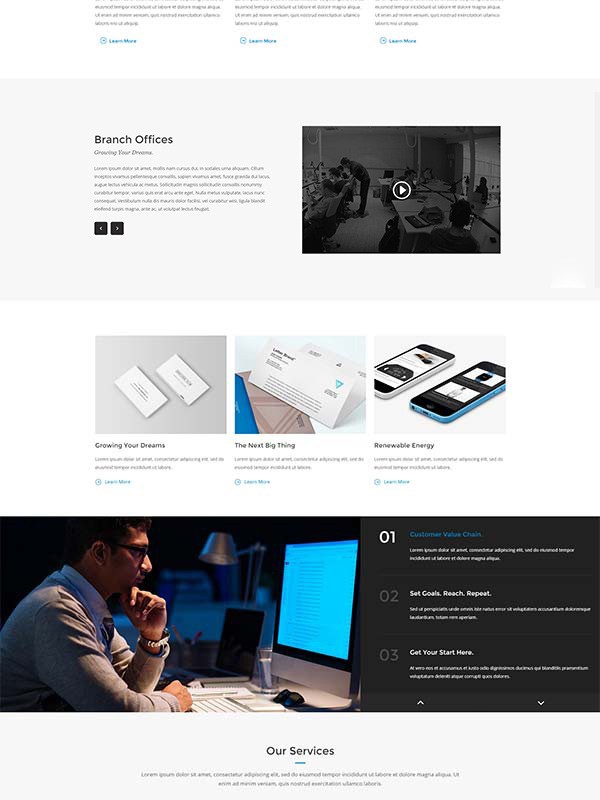 eiusmod tempor incididunt ut labore et dolore magna aliqua. Ut
enim ad minim veniam, quis nostrud exercitation ullamco
laboris nisi ut aliquip.
eiusmod tempor incididunt ut labore et dolore magna aliqua. Ut
enim ad minim veniam, quis nostrud exercitation ullamco
laboris nisi ut aliquip.
eiusmod tempor incididunt ut labore et dolore magna aliqua. Ut
enim ad minim veniam, quis nostrud exercitation ullamco
laboris nisi ut aliquip.
Learn More
Learn More
Learn More
Branch Offices
Growing Your Dreams.
Lorem ipsum dolor sit amet, mollis nam cursus dui, in sodales urna aliquam. Cillum
tempus vivamus pellentesque convallis, sapien vivamus amet, fusce gravida dis
augue lectus vehicula ac metus. Sollicitudin magnis sollicitudin nonummy
curabitur tempor, varius quis erat arcu ante eget. Nulla metus vulputate, lacus nunc
consequat. Vestibulum nulla dis mauris dolor facilisi, vel curabitur wisi, ligula blandit
eleifend turpis magna, ante ac, ut volutpat lectus feugiat.
Growing Your Dreams
Lorem ipsum dolor sit amet, consectetur adipiscing elit, sed do
eiusmod tempor incididunt ut labore.
Learn More
The Next Big Thing
Lorem ipsum dolor sit amet, consectetur adipiscing elit, sed do
eiusmod tempor incididunt ut labore.
Learn More
Renewable Energy
Lorem ipsum dolor sit amet, consectetur adipiscing elit, sed do
eiusmod tempor incididunt ut labore.
Learn More
01
Customer Value Chain.
Lorem ipsum dolor sit amet, consectetur adipiscing elit, sed do eiusmod tempor
incididunt ut labore et dolore magna aliqua.
02
Set Goals. Reach. Repeat.
Sed ut perspiciatis unde omnis iste natus error sit voluptatem accusantium doloremque
laudantium, totam rem aperiam.
03
Get Your Start Here.
At vero eos et accusamus et iusto odio dignissimos ducimus qui blanditiis praesentium
voluptatum deleniti atque corrupti quos dolores.
Our Services
Lorem ipsum dolor sit amet, consectetur adipiscing elit, sed do eiusmod tempor incididunt ut labore et dolore magna aliqua. Ut
enim ad minim veniam, quis nostrud exercitation ullamco laboris nisi ut aliquip.